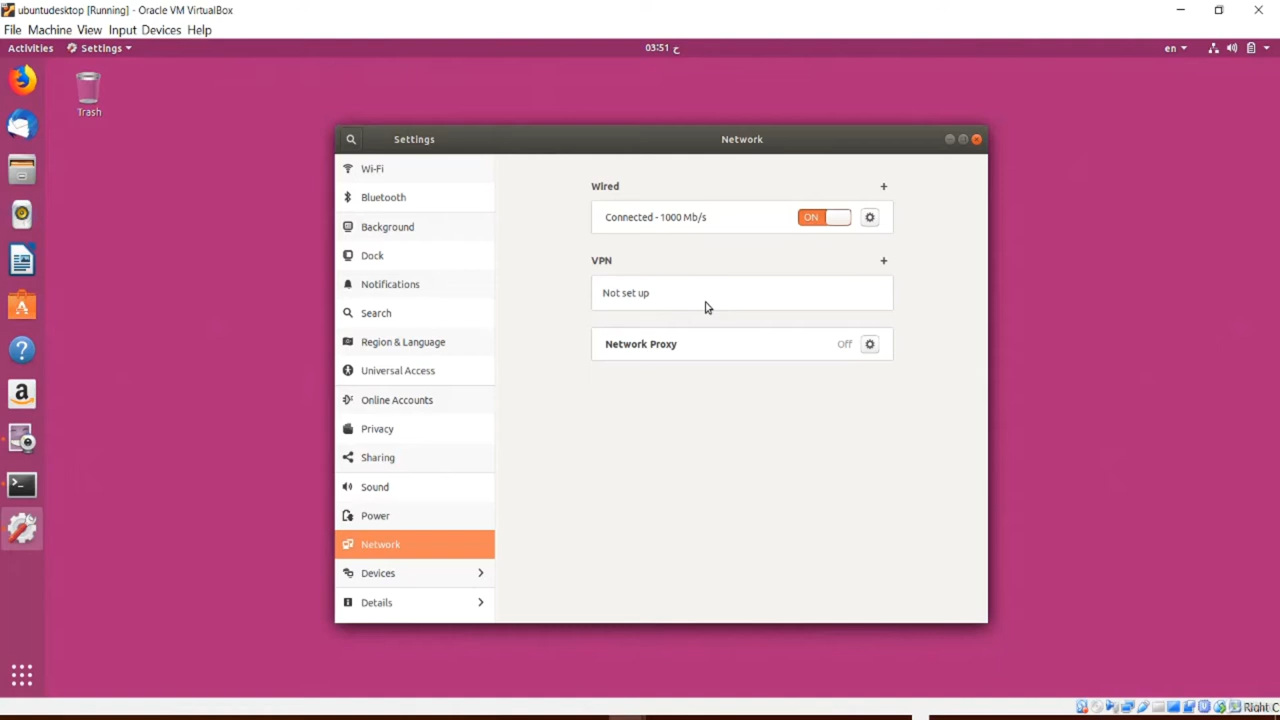 ubuntudesktop [Running] - Oracle VM VirtualBox
File Machine View Input Devices Help
Activities Settings 03:51 ح en
Trash
Settings Network
Wi-Fi
Bluetooth
Background
Dock
Notifications
Search
Region & Language
Universal Access
Online Accounts
Privacy
Sharing
Sound
Power
Network
Devices
Details
Wired +
Connected - 1000 Mb/s ON
VPN +
Not set up
Network Proxy Off
Right C